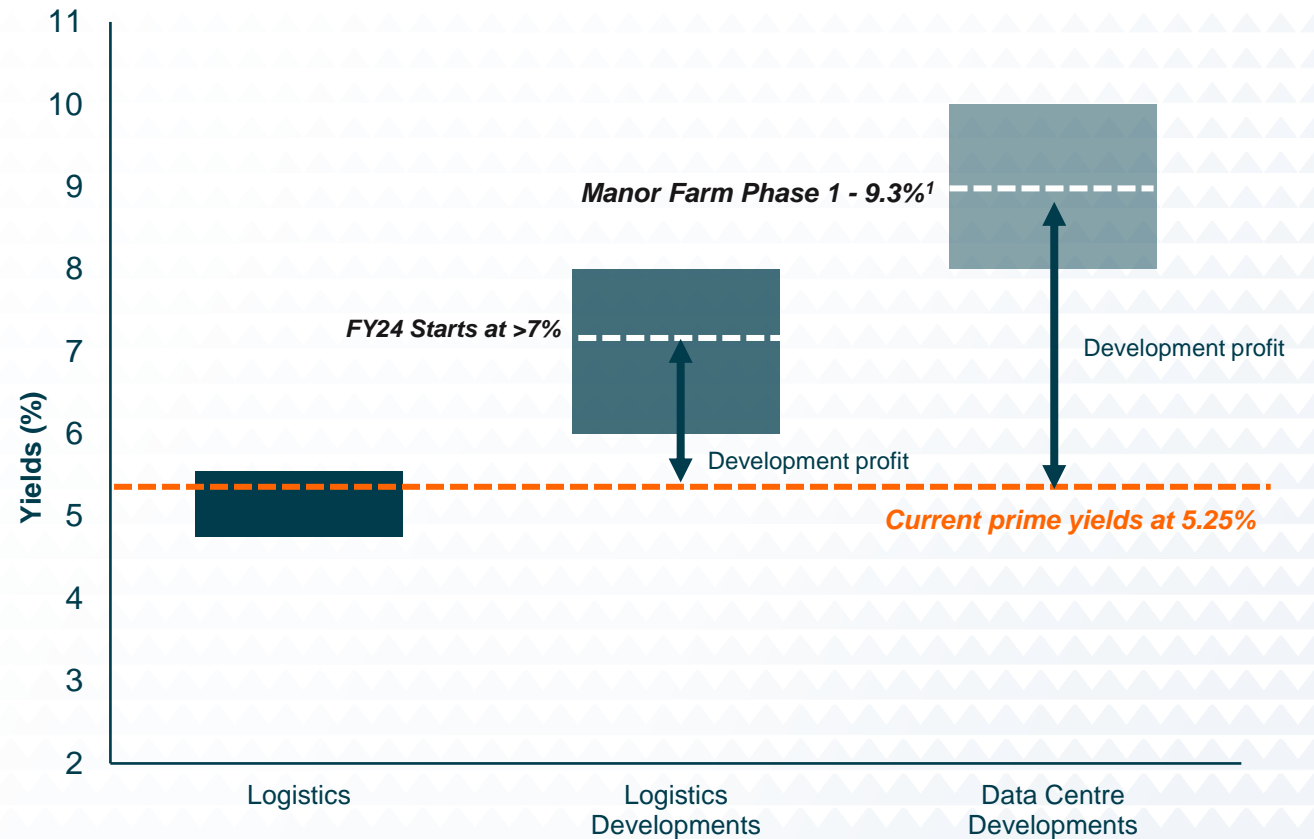 11
10
9
8
7
6
5
4
3
2
Yields (%)
Manor Farm Phase 1 - 9.3%¹
FY24 Starts at >7%
Development profit
Development profit
Current prime yields at 5.25%
Logistics
Logistics
Developments
Data Centre
Developments